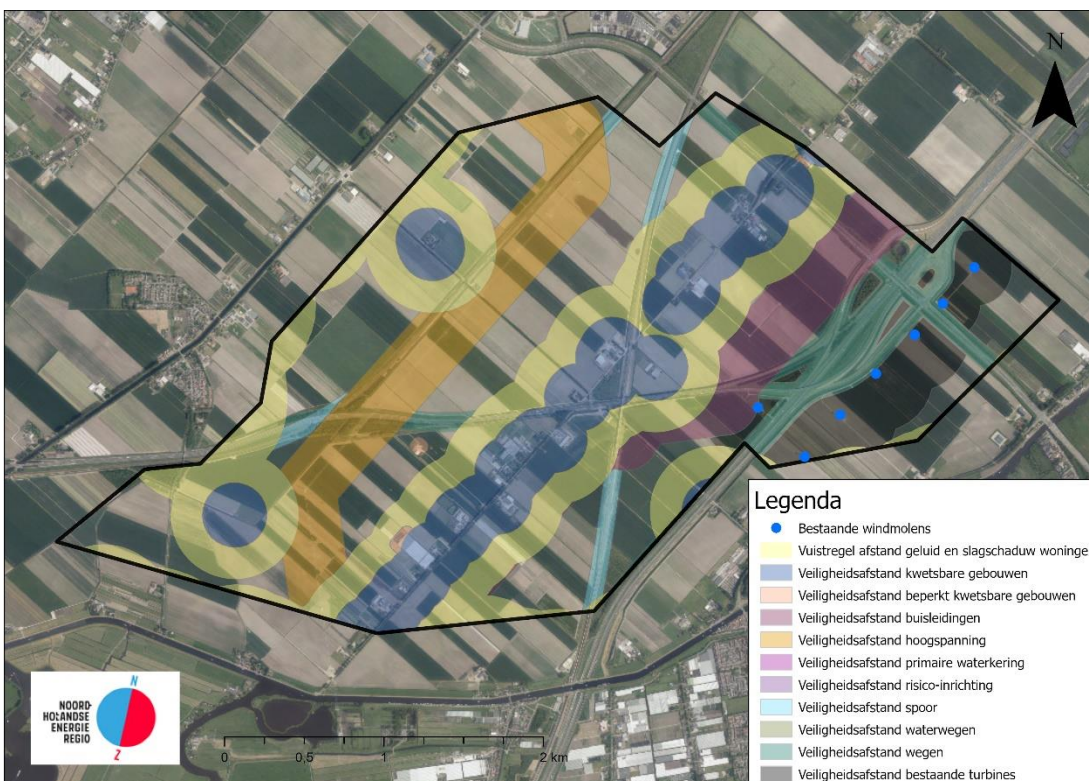 N
Legenda
Bestaande windmolens
Vuistregel afstand geluid en slagschaduw woninge
Veiligheidsafstand kwetsbare gebouwen
Veiligheidsafstand beperkt kwetsbare gebouwen
Veiligheidsafstand buisleidingen
Veiligheidsafstand hoogspanning
Veiligheidsafstand primaire waterkering
Veiligheidsafstand risico-inrichting
Veiligheidsafstand spoor
Veiligheidsafstand waterwegen
Veiligheidsafstand wegen
Veiligheidsafstand bestaande turbines
N
NOORD-
HOLLANDSE
ENERGIE
REGIO
Z
0 0,5 1 2 km